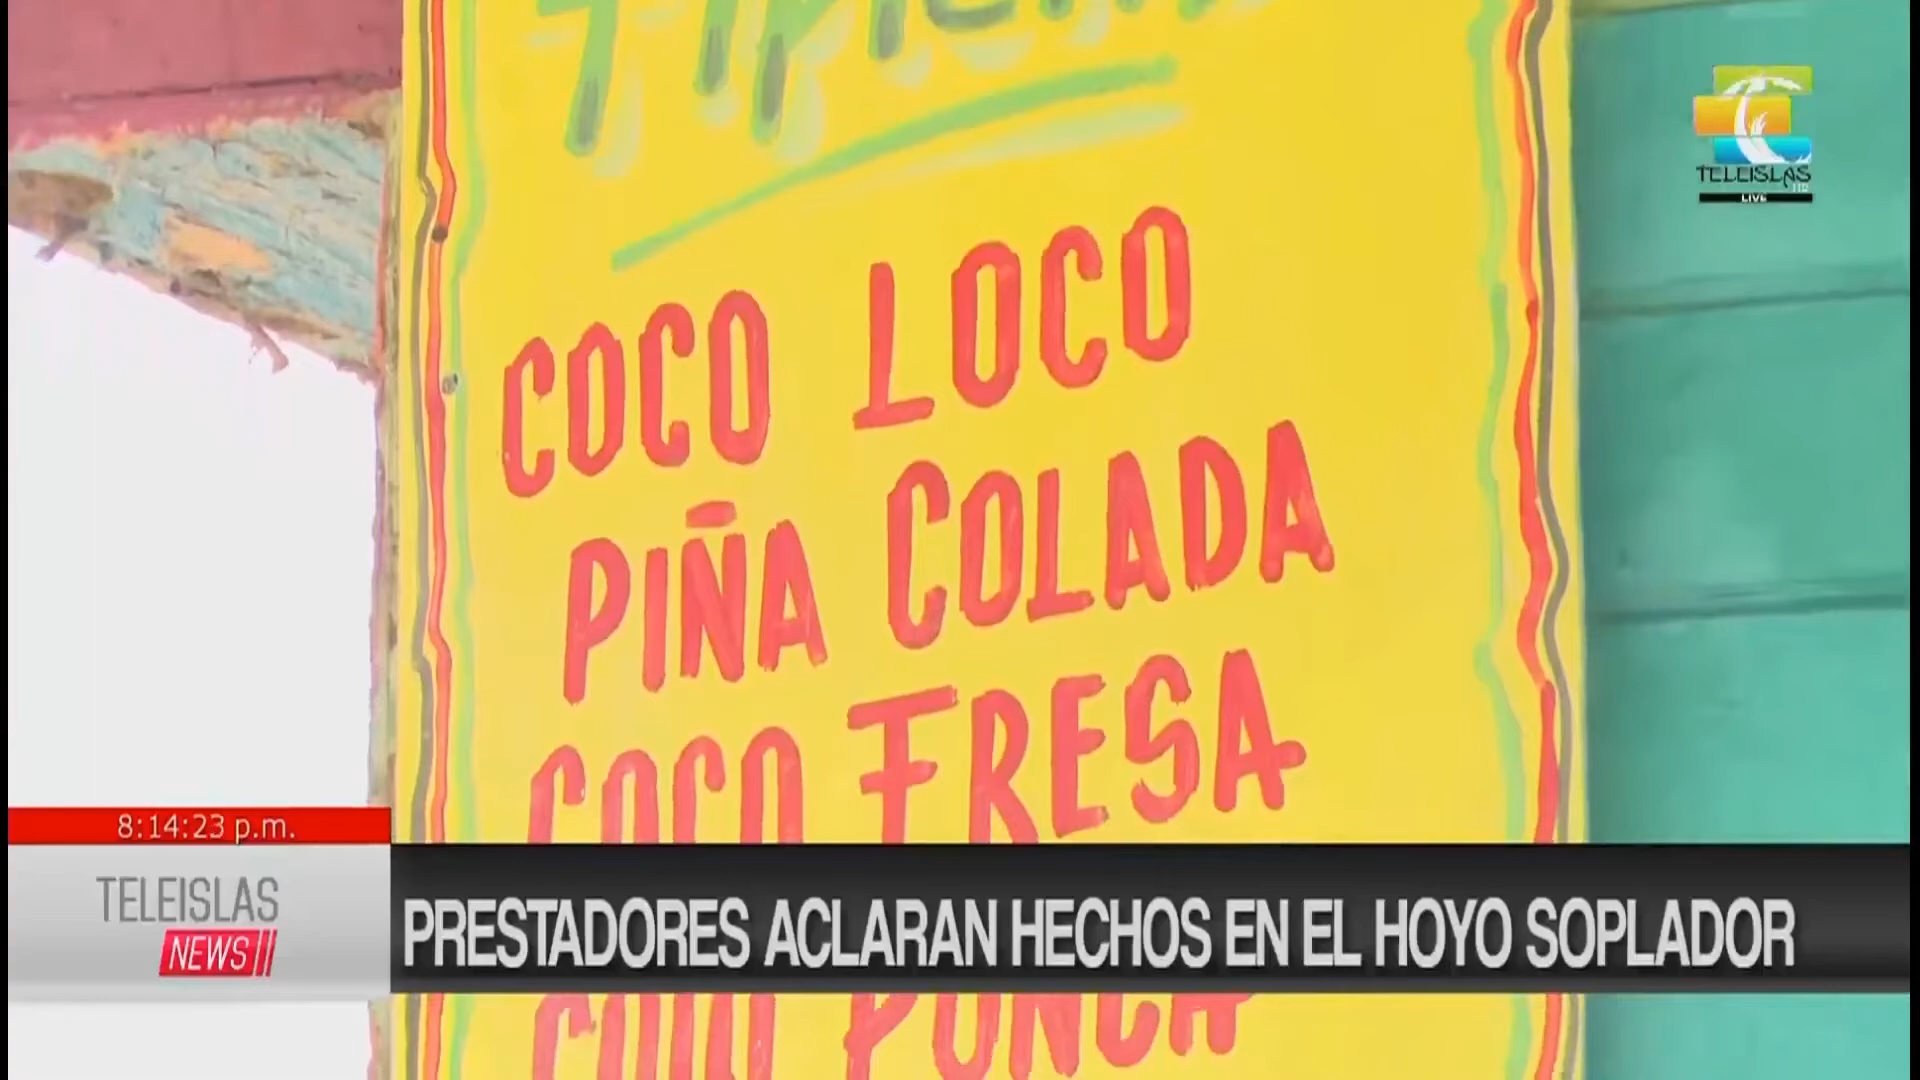 TELEISLAS
LIVE
COCO LOCO
PIÑA COLADA
COCO FRESA
8:14:23 p.m.
TELEISLAS
NEWS
PRESTADORES ACLARAN HECHOS EN EL HOYO SOPLADOR